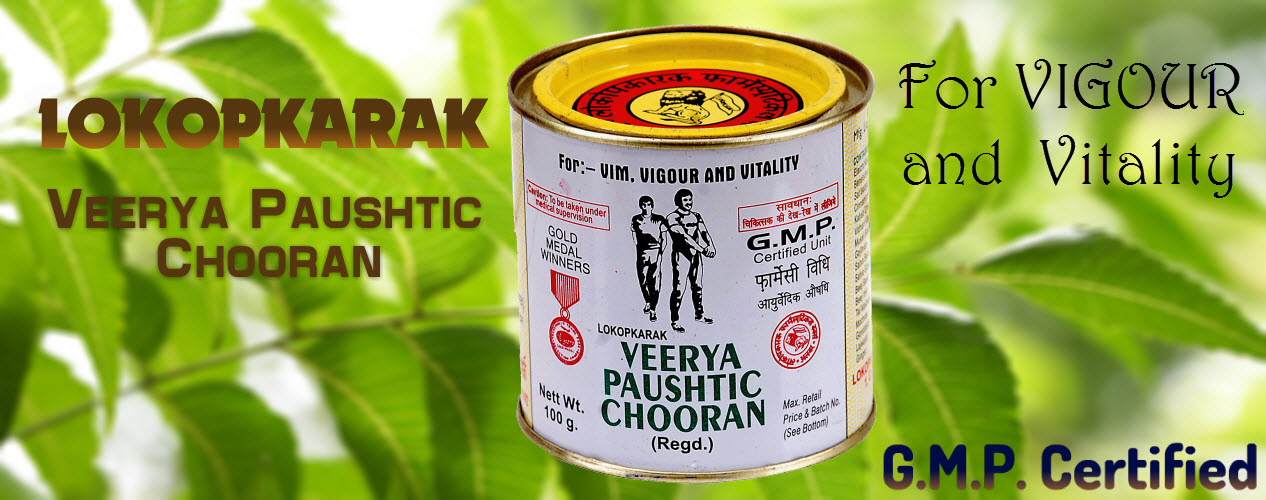 LOKOPKARAK
VEERYA PAUSHTIC
CHOORAN
For VIGOUR
and Vitality
G.M.P. Certified
For:- VIM, VIGOUR AND VITALITY
Caution: To be taken under
medical supervision
GOLD
MEDAL
WINNERS
सावधान:
चिकित्सक की देख-रेख में लीजिये
G.M.P.
Certified Unit
फार्मेसी विधि
आयुर्वेदिक औषधि
LOKOPKARAK
VEERYA
PAUSHTIC
CHOORAN
(Regd.)
Nett Wt.
100 g.
Max. Retail
Price & Batch No.
(See Bottom)